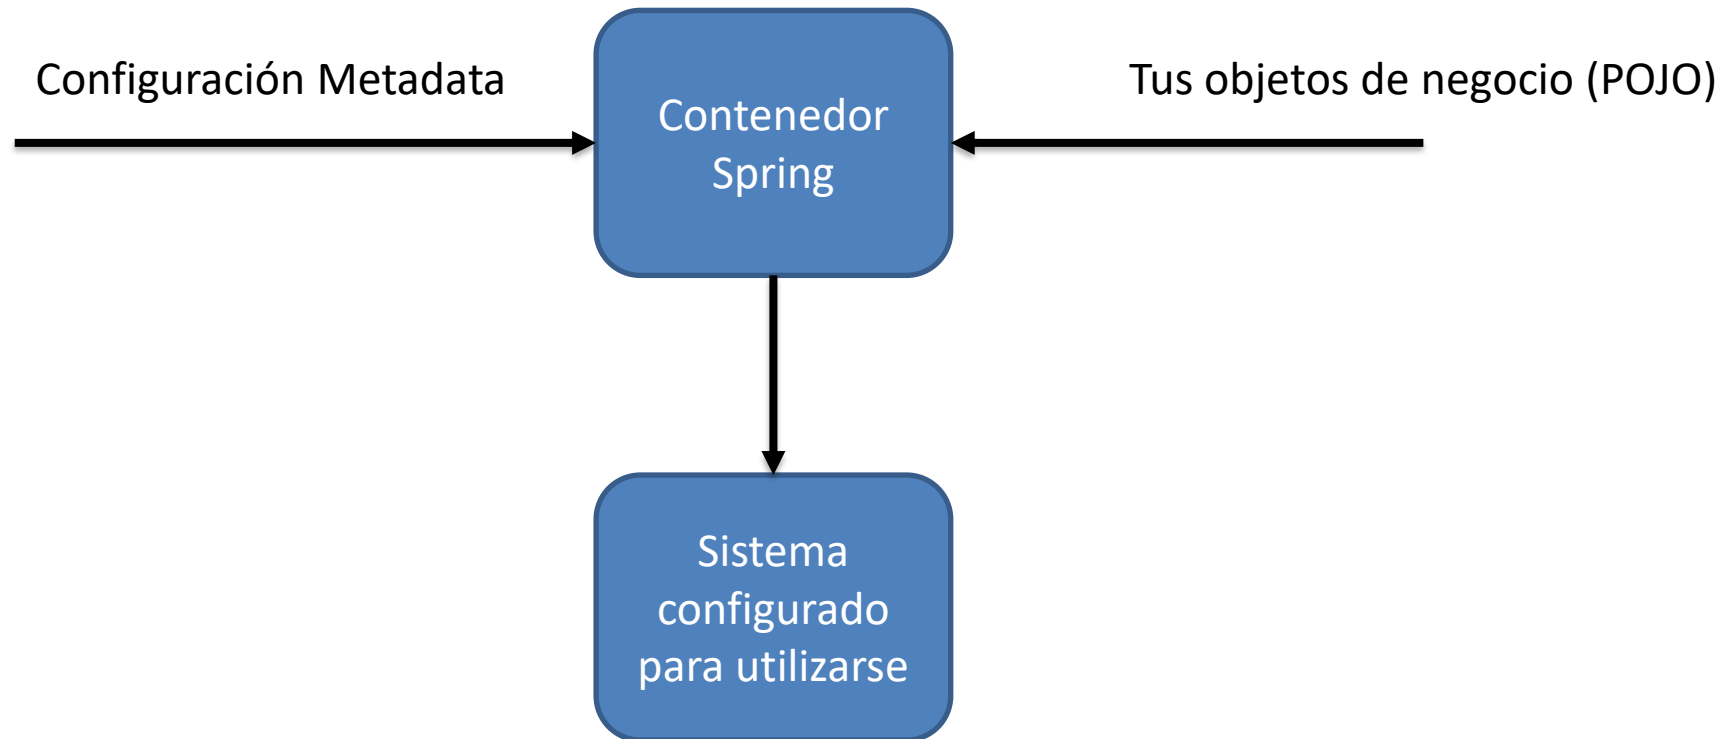 Configuración Metadata
Contenedor
Spring
Tus objetos de negocio (POJO)
Sistema
configurado
para utilizarse